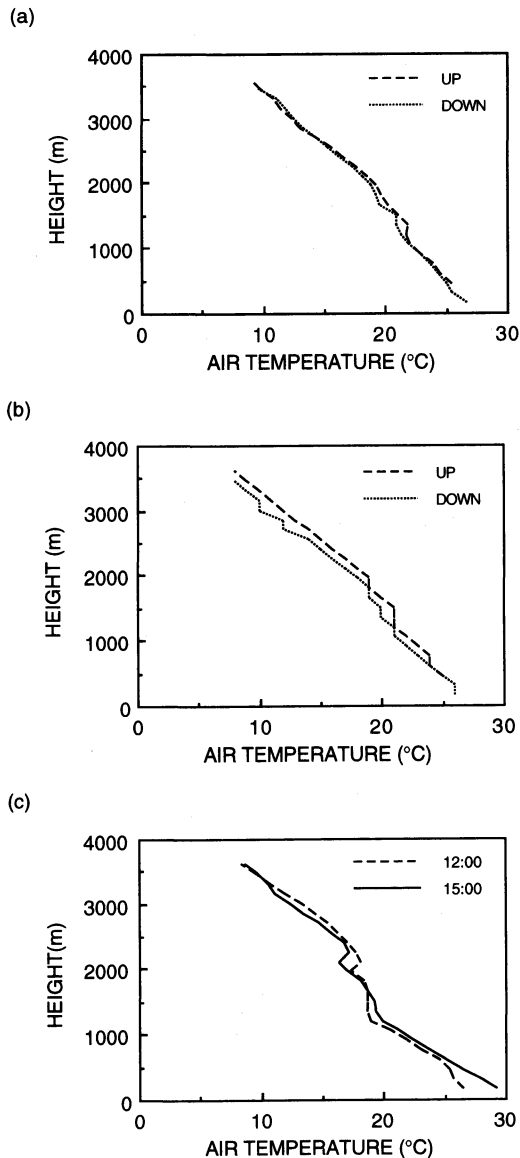 (a)
4000
3000
2000
1000
0
HEIGHT (m)
UP
DOWN
0 10 20 30
AIR TEMPERATURE (°C)
(b)
4000
3000
2000
1000
0
HEIGHT (m)
UP
DOWN
0 10 20 30
AIR TEMPERATURE (°C)
(c)
4000
3000
2000
1000
0
HEIGHT(m)
12:00
15:00
0 10 20 30
AIR TEMPERATURE (°C)